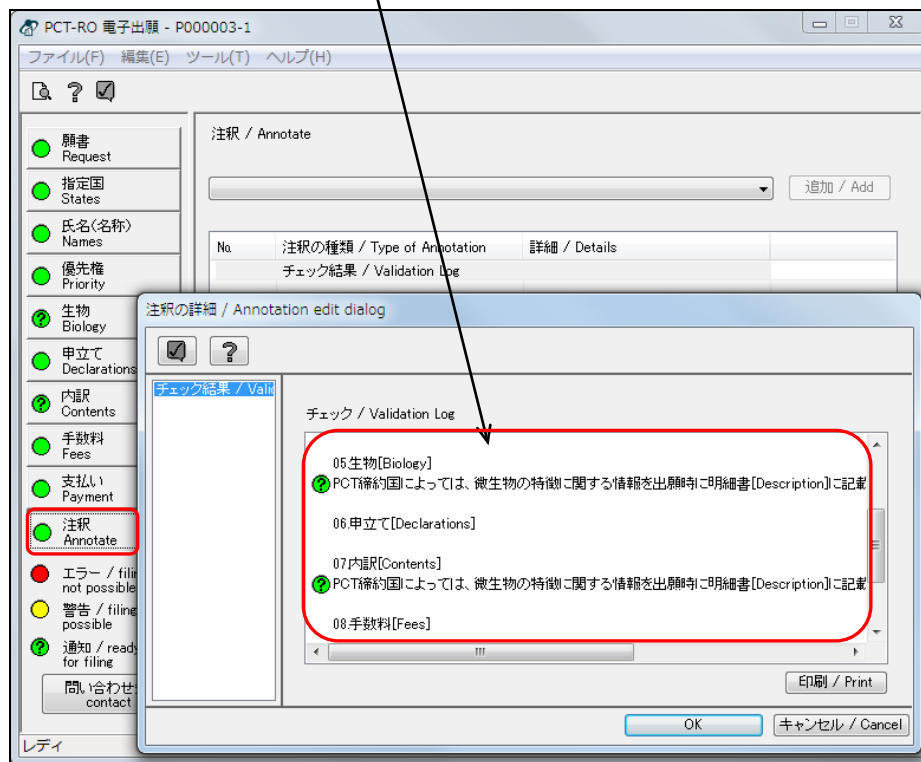 PCT-RO 電子出願 - P000003-1
ファイル(F) 編集(E) ツール(T) ヘルプ(H)
願書
Request
指定国
States
氏名(名称)
Names
優先権
Priority
生物
Biology
申立て
Declarations
内訳
Contents
手数料
Fees
支払い
Payment
注釈
Annotate
エラー / filin
not possible
警告 / filing
possible
通知 / ready
for filing
問い合わせ
contact
レディ
注釈 / Annotate
追加 / Add
No. 注釈の種類 / Type of Annotation 詳細 / Details
チェック結果 / Validation Log
注釈の詳細 / Annotation edit dialog
チェック結果 / Valid
チェック / Validation Log
05.生物[Biology]
PCT締約国によっては、微生物の特徴に関する情報を出願時に明細書[Description]に記載
06.申立て[Declarations]
07.内訳[Contents]
PCT締約国によっては、微生物の特徴に関する情報を出願時に明細書[Description]に記載
08.手数料[Fees]
印刷 / Print
OK
キャンセル / Cancel